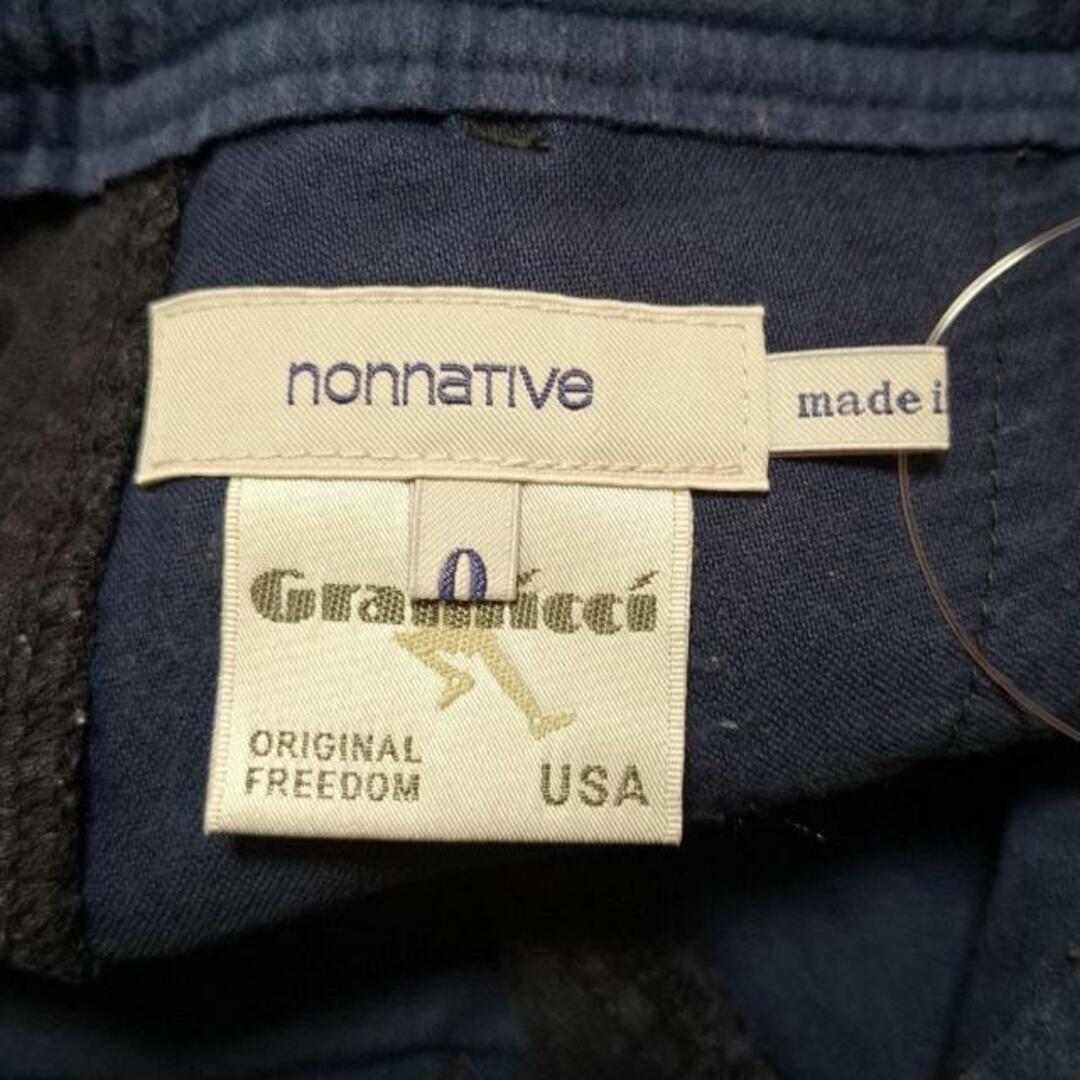 nonnative
made i
0
Gramicci
ORIGINAL
FREEDOM
USA